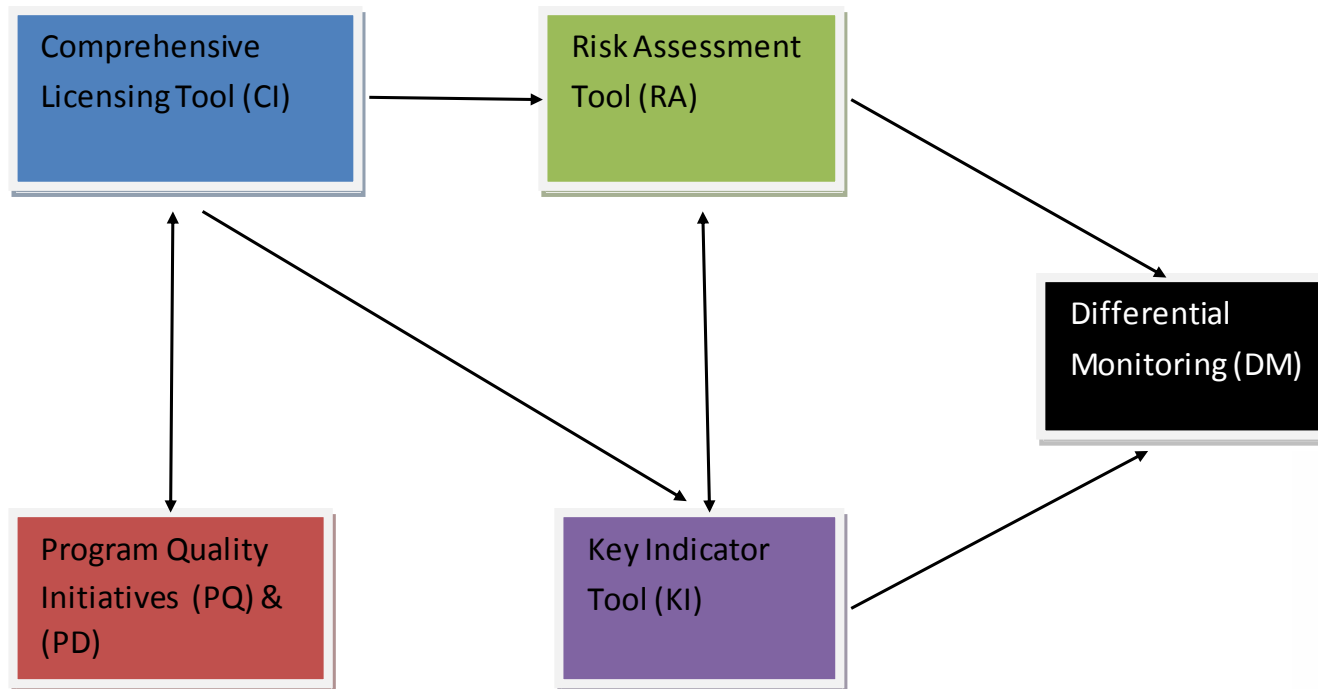 Comprehensive
Licensing Tool (CI)
Risk Assessment
Tool (RA)
Differential
Monitoring (DM)
Program Quality
Initiatives (PQ) &
(PD)
Key Indicator
Tool (KI)